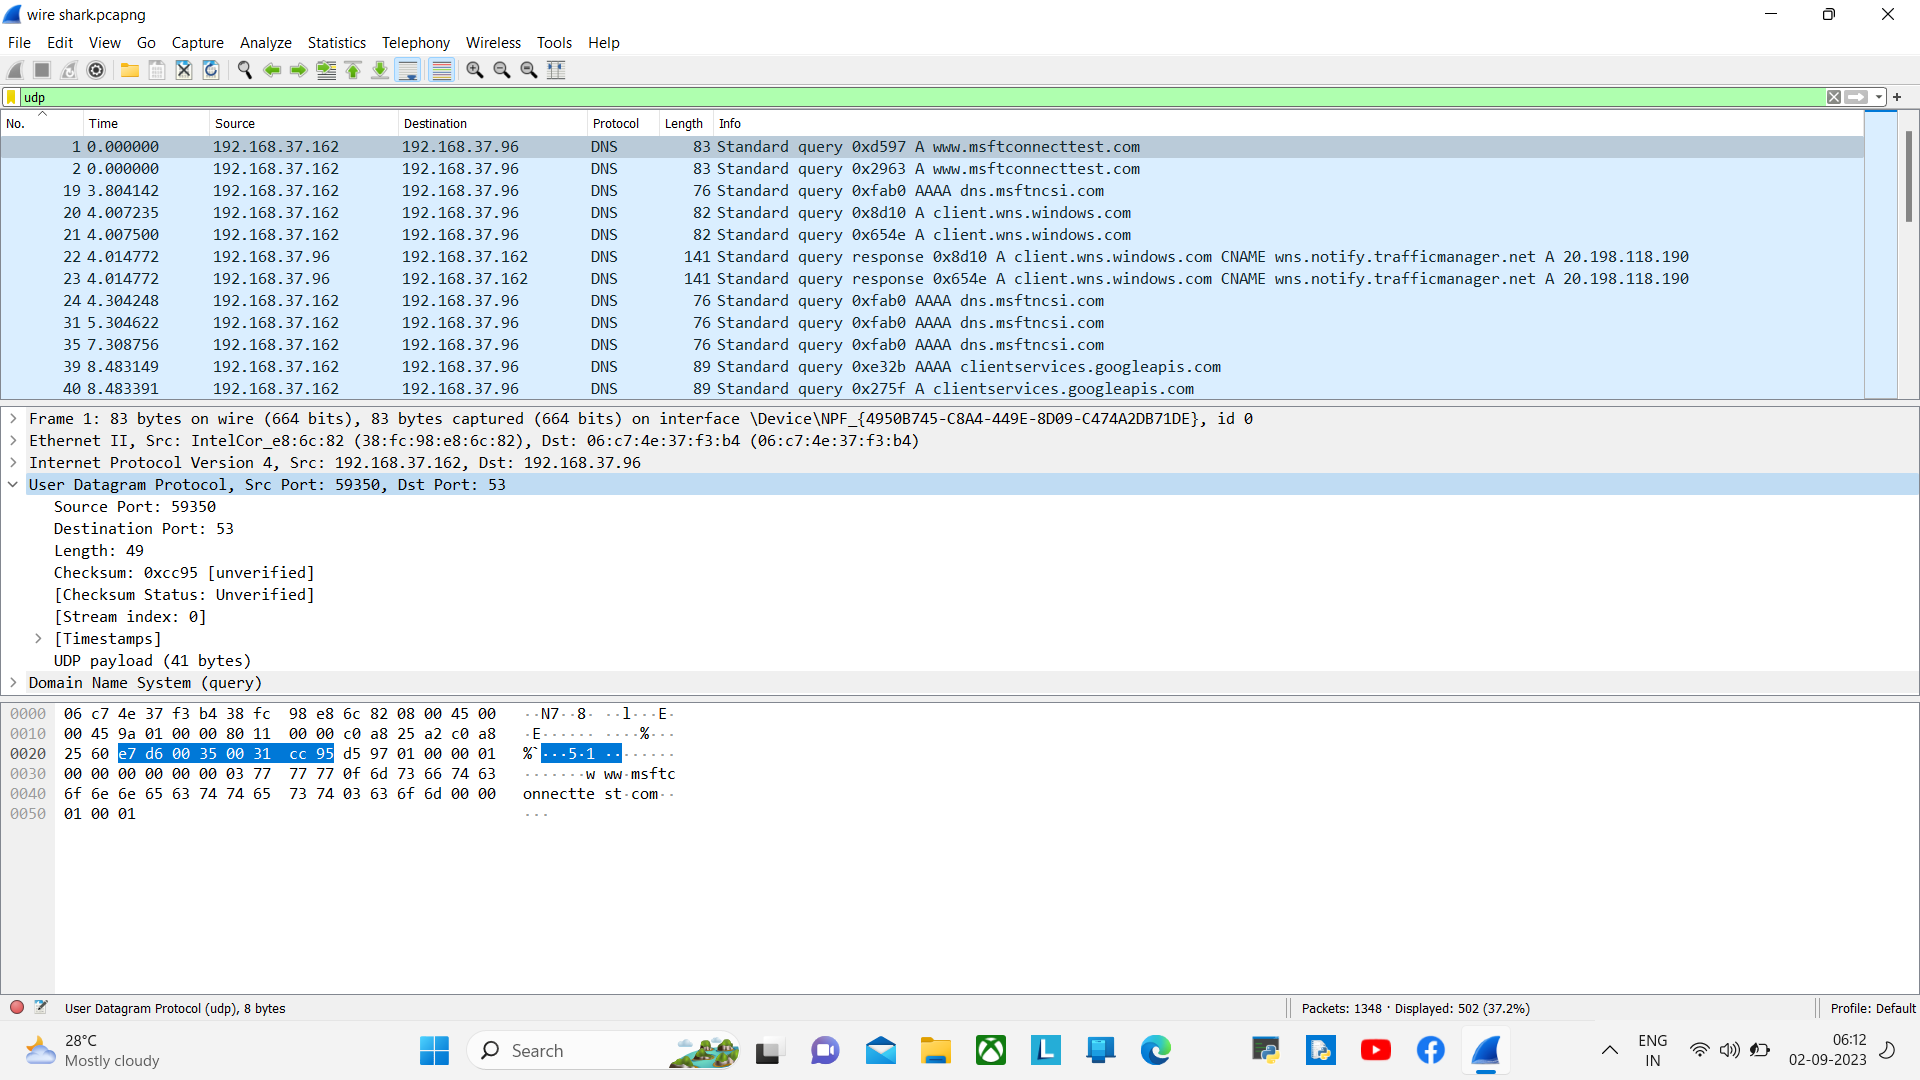 wire shark.pcapng
File Edit View Go Capture Analyze Statistics Telephony Wireless Tools Help
udp
No. Time Source Destination Protocol Length Info
1 0.000000 192.168.37.162 192.168.37.96 DNS 83 Standard query 0xd597 A www.msftconnecttest.com
2 0.000000 192.168.37.162 192.168.37.96 DNS 83 Standard query 0x2963 A www.msftconnecttest.com
19 3.804142 192.168.37.162 192.168.37.96 DNS 76 Standard query 0xfab0 AAAA dns.msftncsi.com
20 4.007235 192.168.37.162 192.168.37.96 DNS 82 Standard query 0x8d10 A client.wns.windows.com
21 4.007500 192.168.37.162 192.168.37.96 DNS 82 Standard query 0x654e A client.wns.windows.com
22 4.014772 192.168.37.96 192.168.37.162 DNS 141 Standard query response 0x8d10 A client.wns.windows.com CNAME wns.notify.trafficmanager.net A 20.198.118.190
23 4.014772 192.168.37.96 192.168.37.162 DNS 141 Standard query response 0x654e A client.wns.windows.com CNAME wns.notify.trafficmanager.net A 20.198.118.190
24 4.304248 192.168.37.162 192.168.37.96 DNS 76 Standard query 0xfab0 AAAA dns.msftncsi.com
31 5.304622 192.168.37.162 192.168.37.96 DNS 76 Standard query 0xfab0 AAAA dns.msftncsi.com
35 7.308756 192.168.37.162 192.168.37.96 DNS 76 Standard query 0xfab0 AAAA dns.msftncsi.com
39 8.483149 192.168.37.162 192.168.37.96 DNS 89 Standard query 0xe32b AAAA clientservices.googleapis.com
40 8.483391 192.168.37.162 192.168.37.96 DNS 89 Standard query 0x275f A clientservices.googleapis.com
Frame 1: 83 bytes on wire (664 bits), 83 bytes captured (664 bits) on interface \Device\NPF_{4950B745-C8A4-449E-8D09-C474A2DB71DE}, id 0
Ethernet II, Src: IntelCor_e8:6c:82 (38:fc:98:e8:6c:82), Dst: 06:c7:4e:37:f3:b4 (06:c7:4e:37:f3:b4)
Internet Protocol Version 4, Src: 192.168.37.162, Dst: 192.168.37.96
User Datagram Protocol, Src Port: 59350, Dst Port: 53
Source Port: 59350
Destination Port: 53
Length: 49
Checksum: 0xcc95 [unverified]
[Checksum Status: Unverified]
[Stream index: 0]
[Timestamps]
UDP payload (41 bytes)
Domain Name System (query)
0000 06 c7 4e 37 f3 b4 38 fc 98 e8 6c 82 08 00 45 00 ··N7··8· ··l···E·
0010 00 45 9a 01 00 00 80 11 00 00 c0 a8 25 a2 c0 a8 ·E······ ····%···
0020 25 60 e7 d6 00 35 00 31 cc 95 d5 97 01 00 00 01 %`···5·1 ········
0030 00 00 00 00 00 00 03 77 77 77 0f 6d 73 66 74 63 ·······w ww·msftc
0040 6f 6e 6e 65 63 74 74 65 73 74 03 63 6f 6d 00 00 onnectte st·com··
0050 01 00 01 ···
User Datagram Protocol (udp), 8 bytes Packets: 1348 · Displayed: 502 (37.2%) Profile: Default
28°C
Mostly cloudy
Search
ENG
IN
06:12
02-09-2023